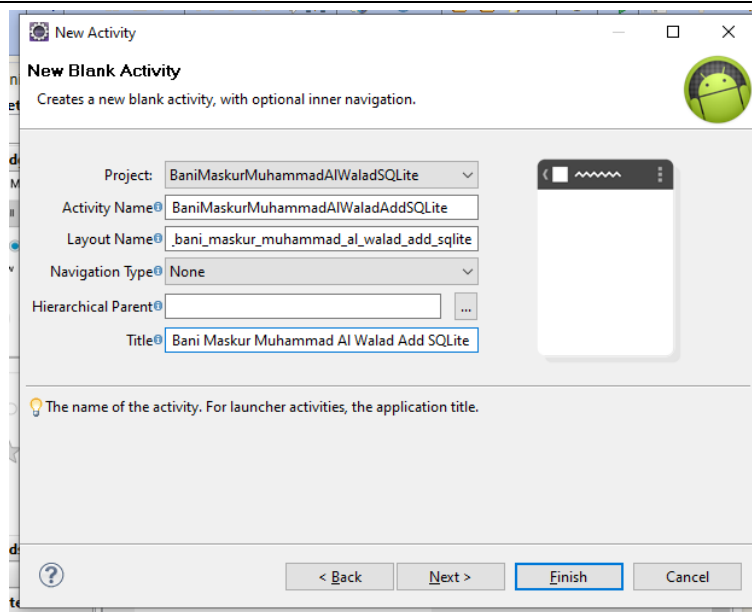 New Activity
New Blank Activity
Creates a new blank activity, with optional inner navigation.
Project: BaniMaskurMuhammadAlWaladSQLite
Activity Name BaniMaskurMuhammadAlWaladAddSQLite
Layout Name _bani_maskur_muhammad_al_walad_add_sqlite
Navigation Type None
Hierarchical Parent ...
Title Bani Maskur Muhammad Al Walad Add SQLite
The name of the activity. For launcher activities, the application title.
? < Back Next > Finish Cancel